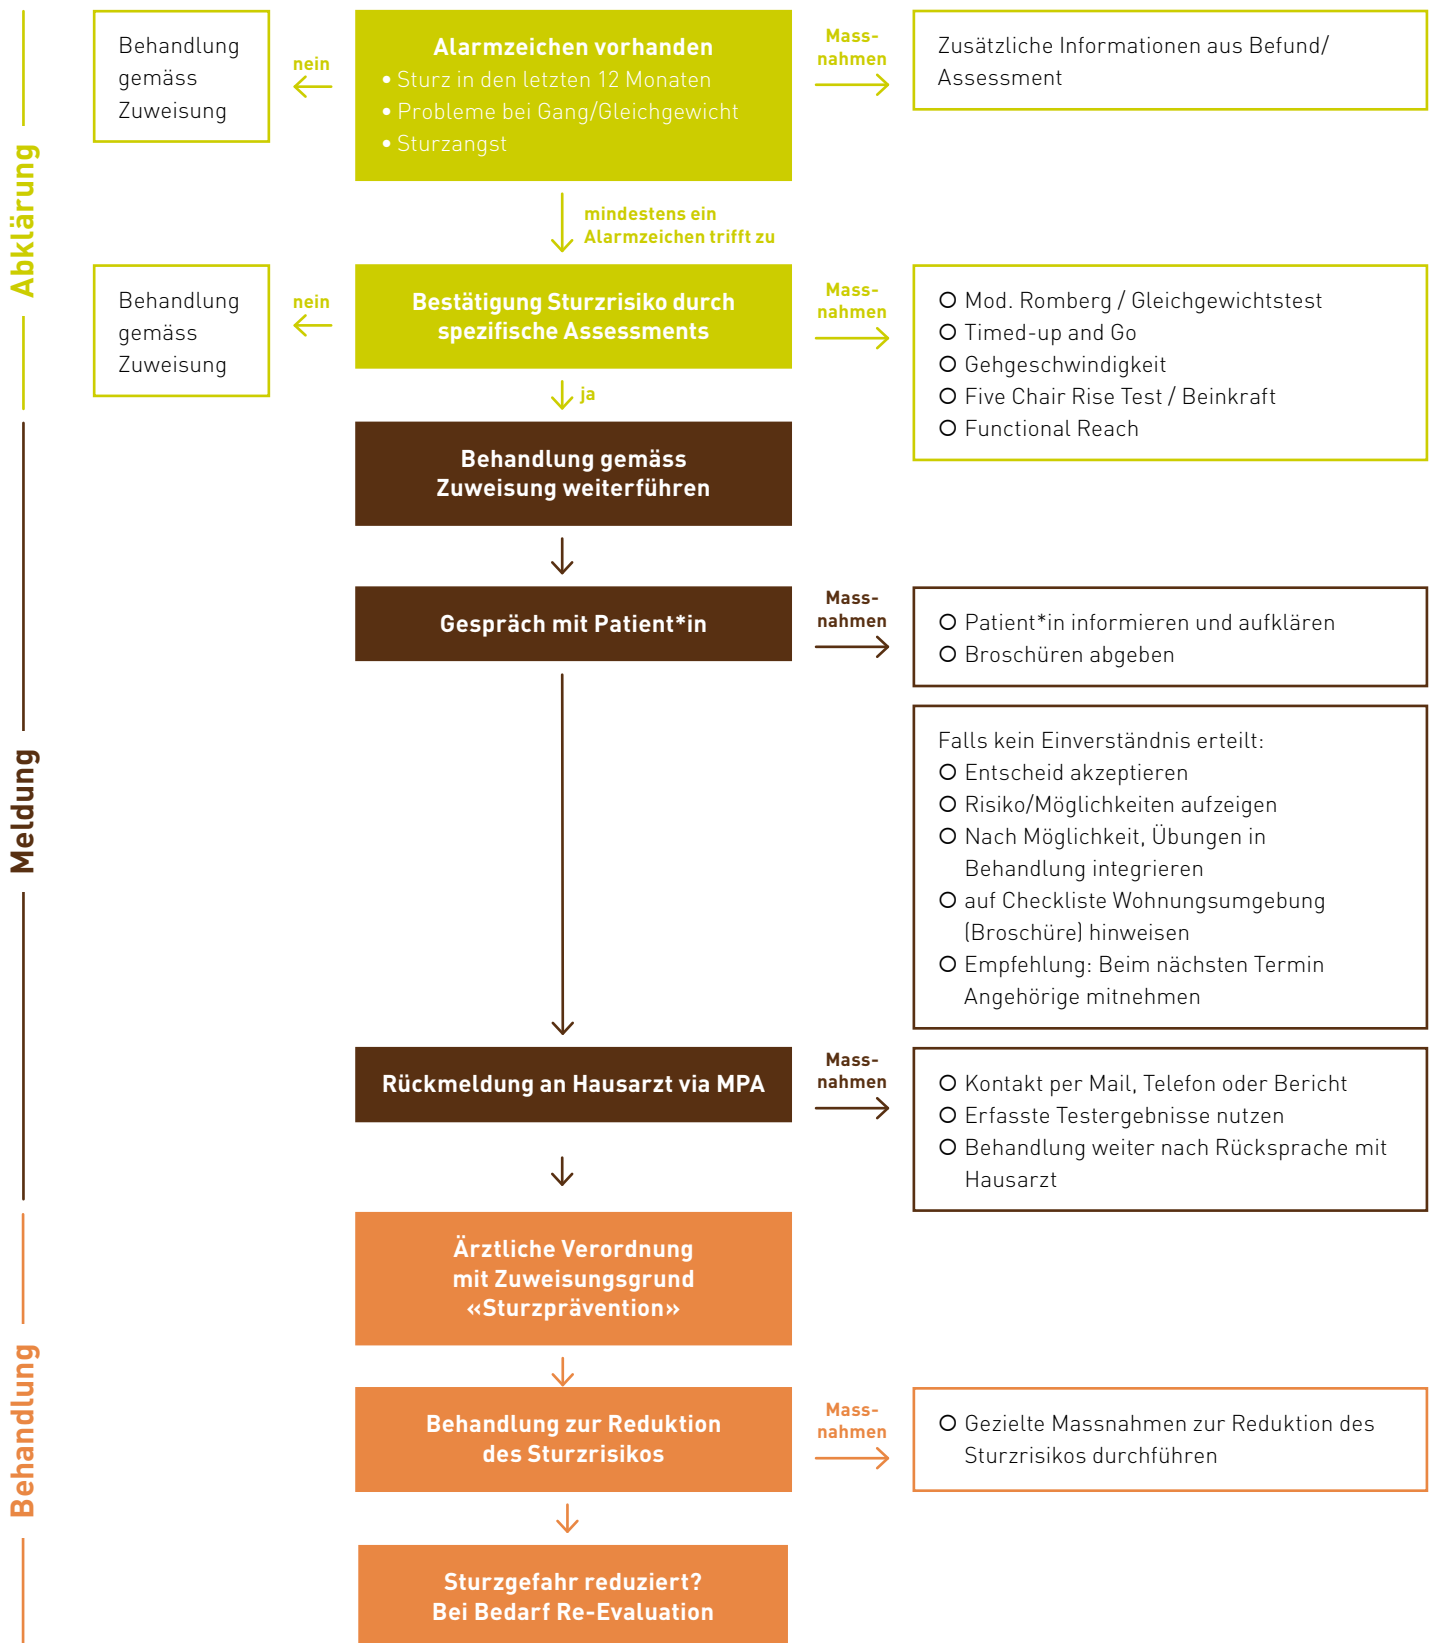 Abklärung
Behandlung
gemäss
Zuweisung
nein
Alarmzeichen vorhanden
• Sturz in den letzten 12 Monaten
• Probleme bei Gang/Gleichgewicht
• Sturzangst
Mass-
nahmen
Zusätzliche Informationen aus Befund/
Assessment
mindestens ein
Alarmzeichen trifft zu
Behandlung
gemäss
Zuweisung
nein
Bestätigung Sturzrisiko durch
spezifische Assessments
Mass-
nahmen
Mod. Romberg / Gleichgewichtstest
Timed-up and Go
Gehgeschwindigkeit
Five Chair Rise Test / Beinkraft
Functional Reach
ja
Meldung
Behandlung gemäss
Zuweisung weiterführen
Gespräch mit Patient*in
Mass-
nahmen
Patient*in informieren und aufklären
Broschüren abgeben
Falls kein Einverständnis erteilt:
Entscheid akzeptieren
Risiko/Möglichkeiten aufzeigen
Nach Möglichkeit, Übungen in
Behandlung integrieren
auf Checkliste Wohnungsumgebung
(Broschüre) hinweisen
Empfehlung: Beim nächsten Termin
Angehörige mitnehmen
Rückmeldung an Hausarzt via MPA
Mass-
nahmen
Kontakt per Mail, Telefon oder Bericht
Erfasste Testergebnisse nutzen
Behandlung weiter nach Rücksprache mit
Hausarzt
Behandlung
Ärztliche Verordnung
mit Zuweisungsgrund
«Sturzprävention»
Behandlung zur Reduktion
des Sturzrisikos
Mass-
nahmen
Gezielte Massnahmen zur Reduktion des
Sturzrisikos durchführen
Sturzgefahr reduziert?
Bei Bedarf Re-Evaluation